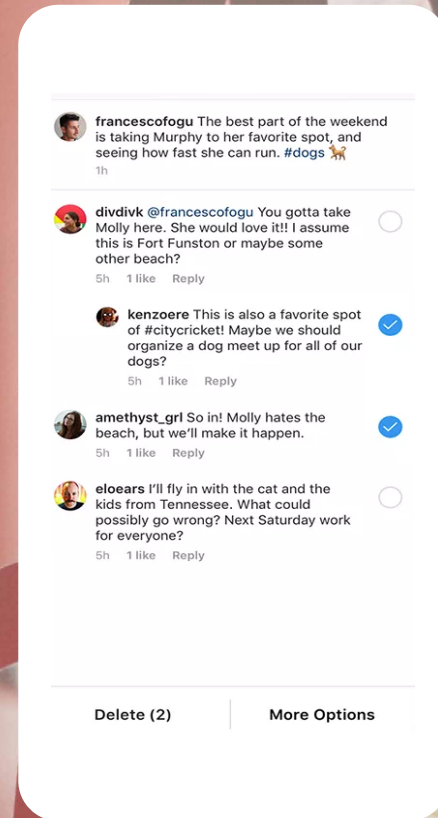 francescofogu The best part of the weekend
is taking Murphy to her favorite spot, and
seeing how fast she can run. #dogs 🐕
1h
divdivk @francescofogu You gotta take
Molly here. She would love it!! I assume
this is Fort Funston or maybe some
other beach?
5h 1 like Reply
kenzoere This is also a favorite spot
of #citycricket! Maybe we should
organize a dog meet up for all of our
dogs?
5h 1 like Reply
amethyst_grl So in! Molly hates the
beach, but we’ll make it happen.
5h 1 like Reply
eloears I’ll fly in with the cat and the
kids from Tennessee. What could
possibly go wrong? Next Saturday work
for everyone?
5h 1 like Reply
Delete (2) More Options